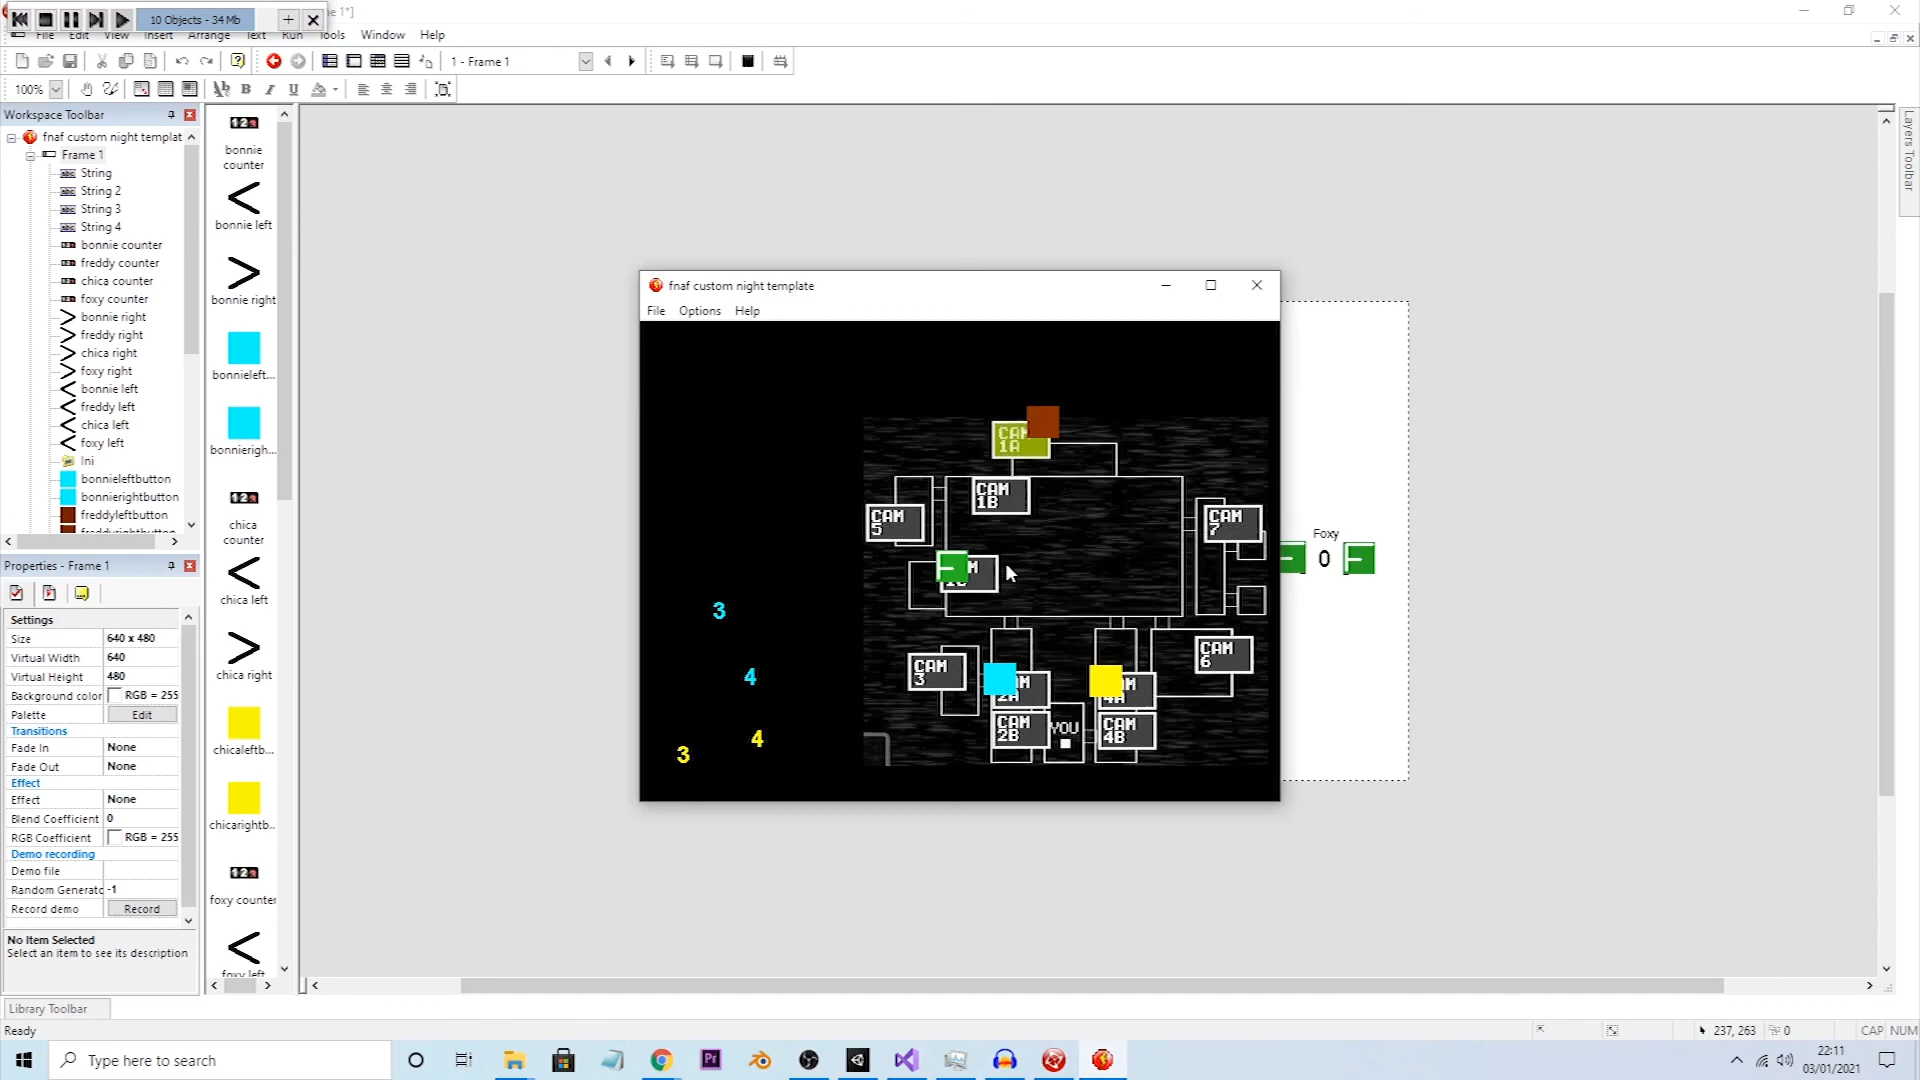 10 Objects - 34 Mb
e 1*]
File Edit View Insert Arrange Text Run Tools Window Help
1 - Frame 1
100%
Workspace Toolbar
fnaf custom night templat
Frame 1
String
String 2
String 3
String 4
bonnie counter
freddy counter
chica counter
foxy counter
bonnie right
freddy right
chica right
foxy right
bonnie left
freddy left
chica left
foxy left
Ini
bonnieleftbutton
bonnierightbutton
freddyleftbutton
freddyrightbutton
Properties - Frame 1
Settings
Size 640 x 480
Virtual Width 640
Virtual Height 480
Background color RGB = 255
Palette Edit
Transitions
Fade In None
Fade Out None
Effect
Effect None
Blend Coefficient 0
RGB Coefficient RGB = 255
Demo recording
Demo file
Random Generatc -1
Record demo Record
No Item Selected
Select an item to see its description
bonnie
counter
bonnie left
bonnie right
bonnieleft...
bonnierigh...
chica
counter
chica left
chica right
chicaleftb...
chicarightb...
foxy counter
foxy left
fnaf custom night template
File Options Help
CAM
1A
CAM
1B
CAM
5
CAM
7
M
CAM
3
CAM
6
CAM
2B
YOU
CAM
4B
3
4
4
3
Foxy
0
Layers Toolbar
Library Toolbar
Ready
237, 263
0
CAP NUM
Type here to search
22:11
03/01/2021